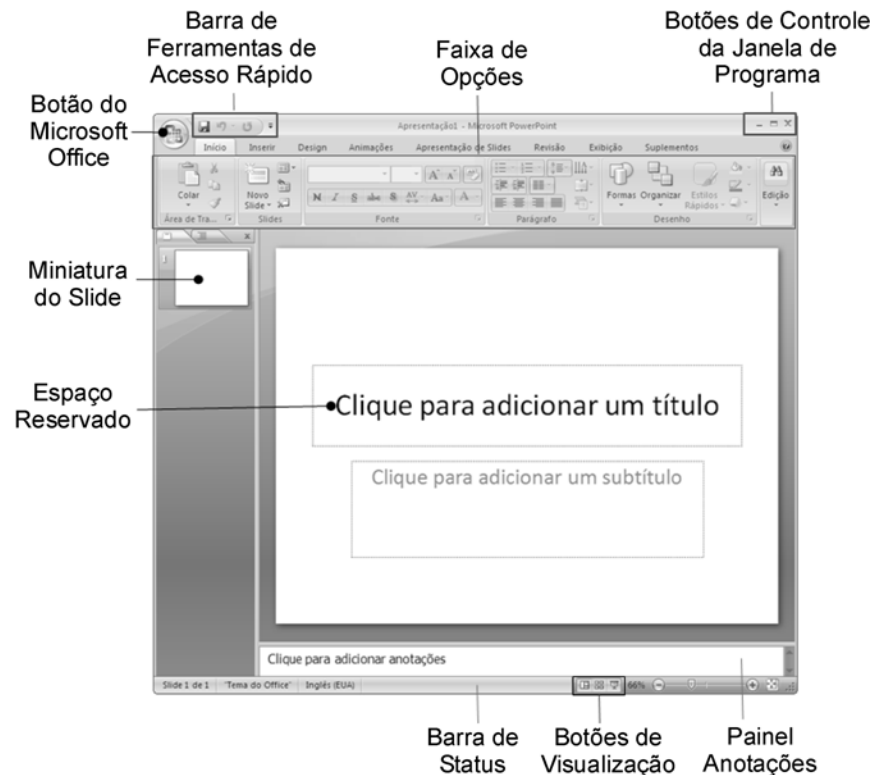 Barra de
Ferramentas de
Acesso Rápido
Faixa de
Opções
Botões de Controle
da Janela de
Programa
Botão do
Microsoft
Office
Apresentação1 - Microsoft PowerPoint
Início Inserir Design Animações Apresentação de Slides Revisão Exibição Suplementos
Colar
Novo
Slide
Formas Organizar Estilos
Rápidos
Edição
Área de Tra... Slides Fonte Parágrafo Desenho
N I S abc S AV Aa A
Miniatura
do Slide
1
Espaço
Reservado
Clique para adicionar um título
Clique para adicionar um subtítulo
Clique para adicionar anotações
Slide 1 de 1 "Tema do Office" Inglês (EUA) 66%
Barra de
Status
Botões de
Visualização
Painel
Anotações